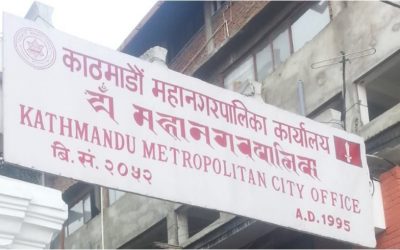 काठमाडौं महानगरपालिका कार्यालय
KATHMANDU METROPOLITAN CITY OFFICE
बि.सं. २०५२
A.D. 1995